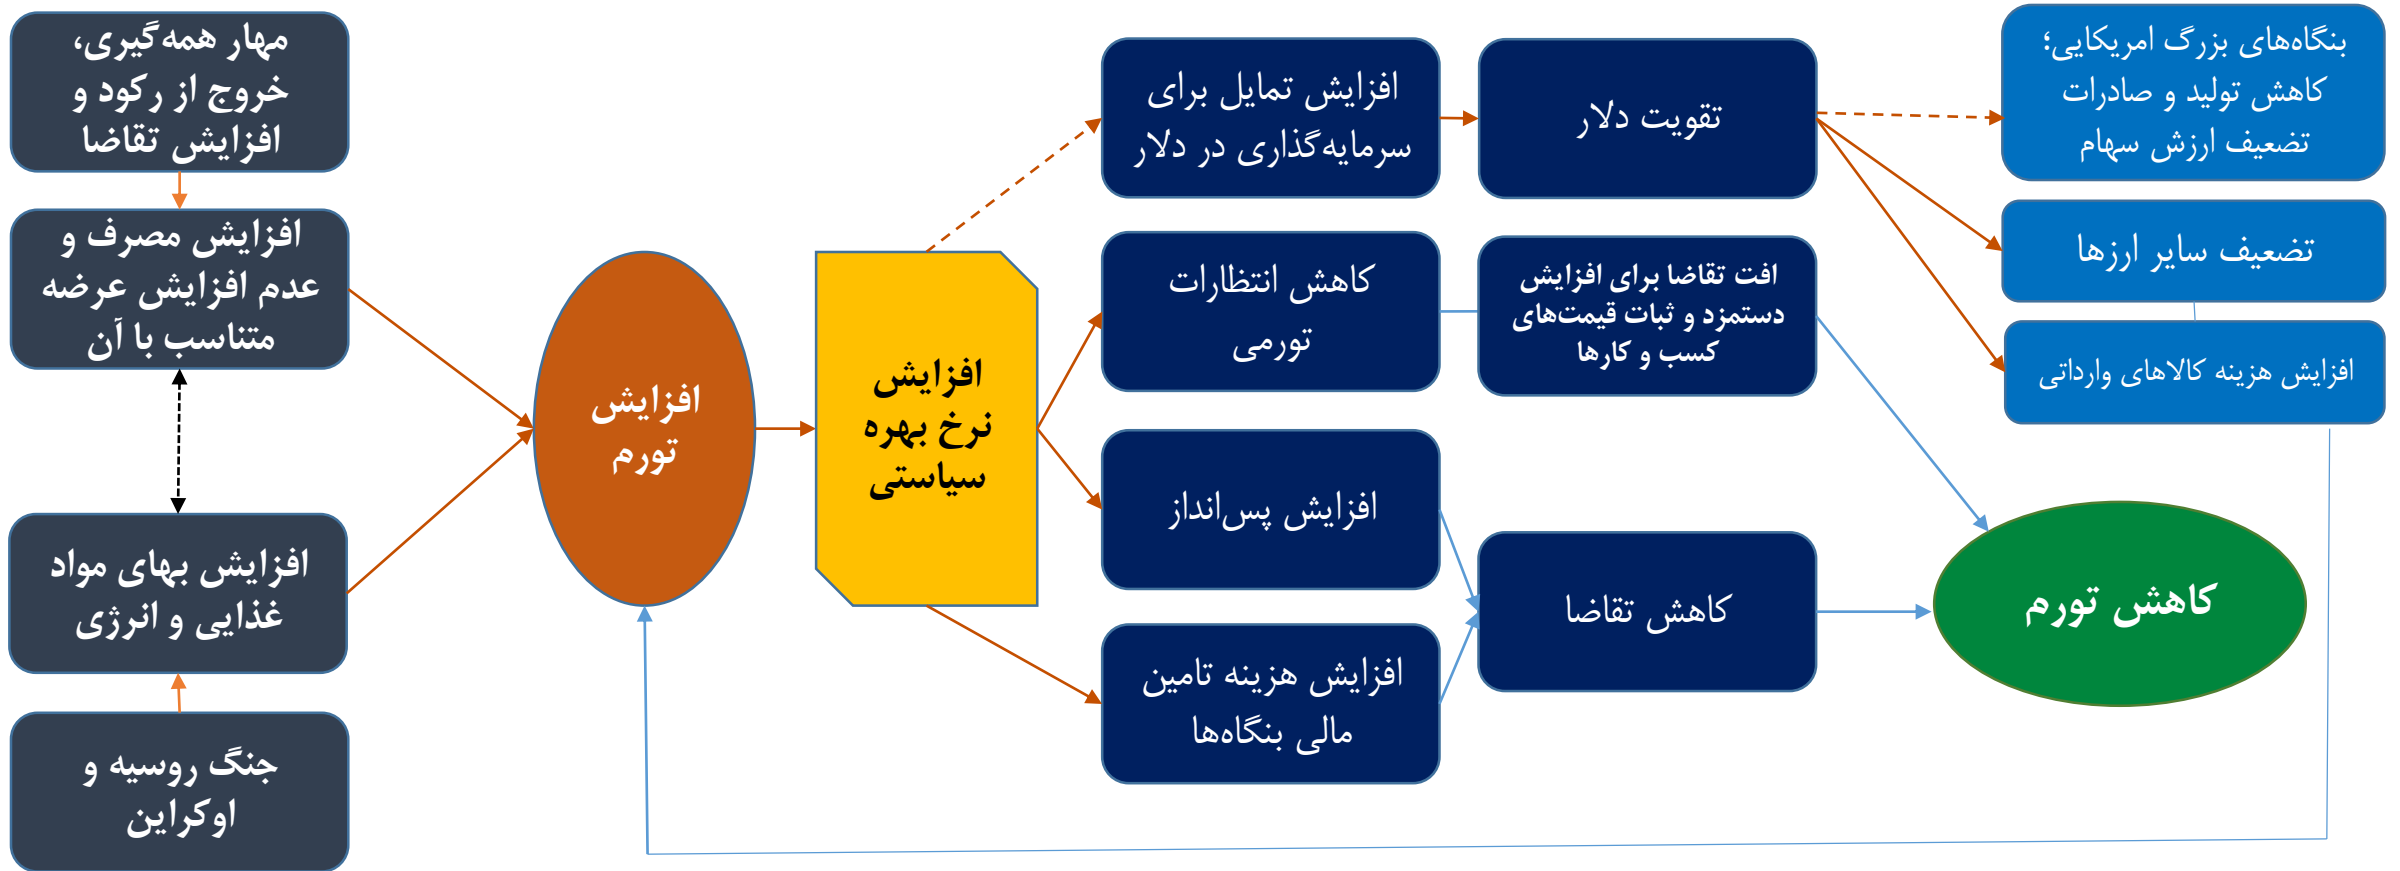 مهار همه‌گیری،
خروج از رکود و
افزایش تقاضا
افزایش مصرف و
عدم افزایش عرضه
متناسب با آن
افزایش بهای مواد
غذایی و انرژی
جنگ روسیه و
اوکراین
افزایش
تورم
افزایش
نرخ بهره
سیاستی
افزایش تمایل برای
سرمایه‌گذاری در دلار
کاهش انتظارات
تورمی
افزایش پس‌انداز
افزایش هزینه تامین
مالی بنگاه‌ها
تقویت دلار
افت تقاضا برای افزایش
دستمزد و ثبات قیمت‌های
کسب و کارها
کاهش تقاضا
بنگاه‌های بزرگ امریکایی؛
کاهش تولید و صادرات
تضعیف ارزش سهام
تضعیف سایر ارزها
افزایش هزینه کالاهای وارداتی
کاهش تورم